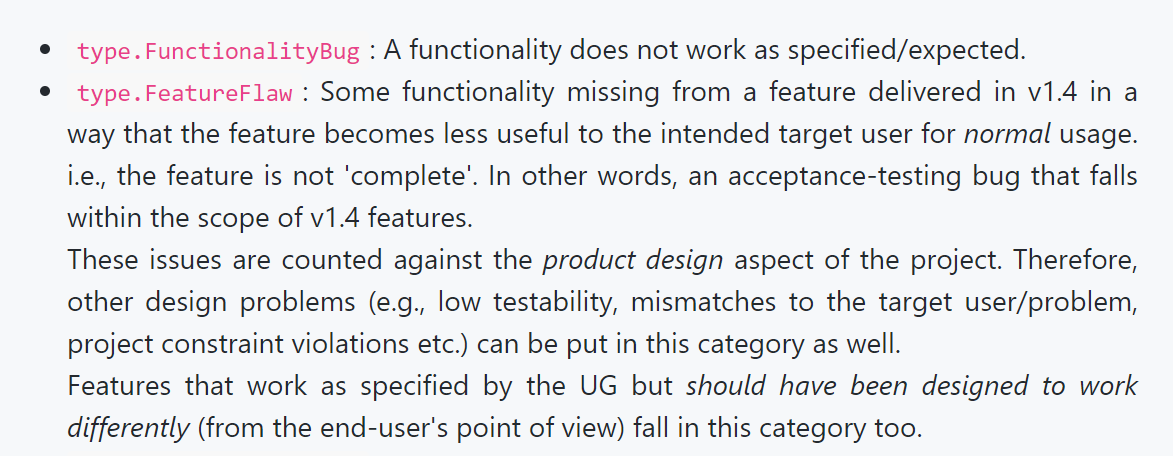 • type.FunctionalityBug : A functionality does not work as specified/expected.
• type.FeatureFlaw : Some functionality missing from a feature delivered in v1.4 in a
way that the feature becomes less useful to the intended target user for normal usage.
i.e., the feature is not 'complete'. In other words, an acceptance-testing bug that falls
within the scope of v1.4 features.
These issues are counted against the product design aspect of the project. Therefore,
other design problems (e.g., low testability, mismatches to the target user/problem,
project constraint violations etc.) can be put in this category as well.
Features that work as specified by the UG but should have been designed to work
differently (from the end-user's point of view) fall in this category too.